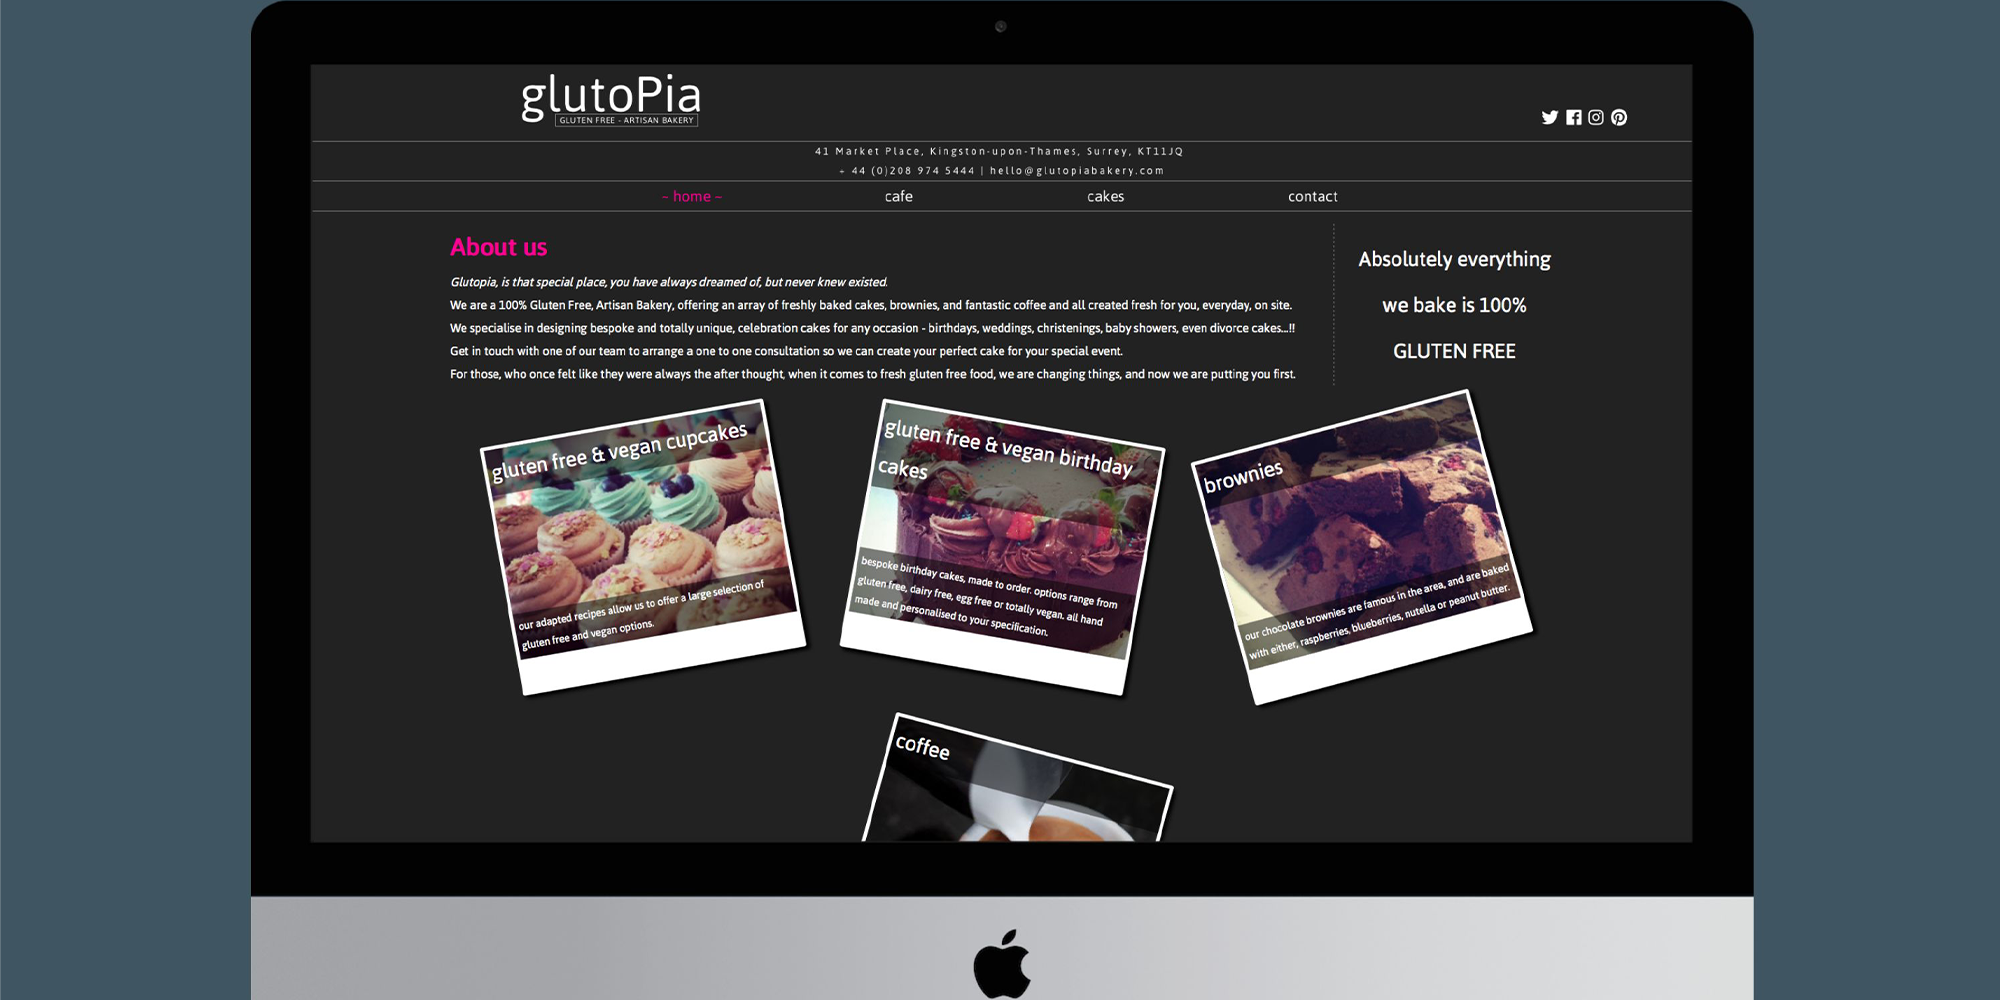 glutoPia
GLUTEN FREE - ARTISAN BAKERY
41 Market Place, Kingston-upon-Thames, Surrey, KT11JQ
+ 44 (0)208 974 5444 | hello@glutopiabakery.com
~ home ~
cafe
cakes
contact
About us
Glutopia, is that special place, you have always dreamed of, but never knew existed.
We are a 100% Gluten Free, Artisan Bakery, offering an array of freshly baked cakes, brownies, and fantastic coffee and all created fresh for you, everyday, on site.
We specialise in designing bespoke and totally unique, celebration cakes for any occasion - birthdays, weddings, christenings, baby showers, even divorce cakes...!!
Get in touch with one of our team to arrange a one to one consultation so we can create your perfect cake for your special event.
For those, who once felt like they were always the after thought, when it comes to fresh gluten free food, we are changing things, and now we are putting you first.
Absolutely everything
we bake is 100%
GLUTEN FREE
gluten free & vegan cupcakes
our adapted recipes allow us to offer a large selection of
gluten free and vegan options.
gluten free & vegan birthday
cakes
bespoke birthday cakes, made to order. options range from
gluten free, dairy free, egg free or totally vegan. all hand
made and personalised to your specification.
brownies
our chocolate brownies are famous in the area, and are baked
with either, raspberries, blueberries, nutella or peanut butter.
coffee